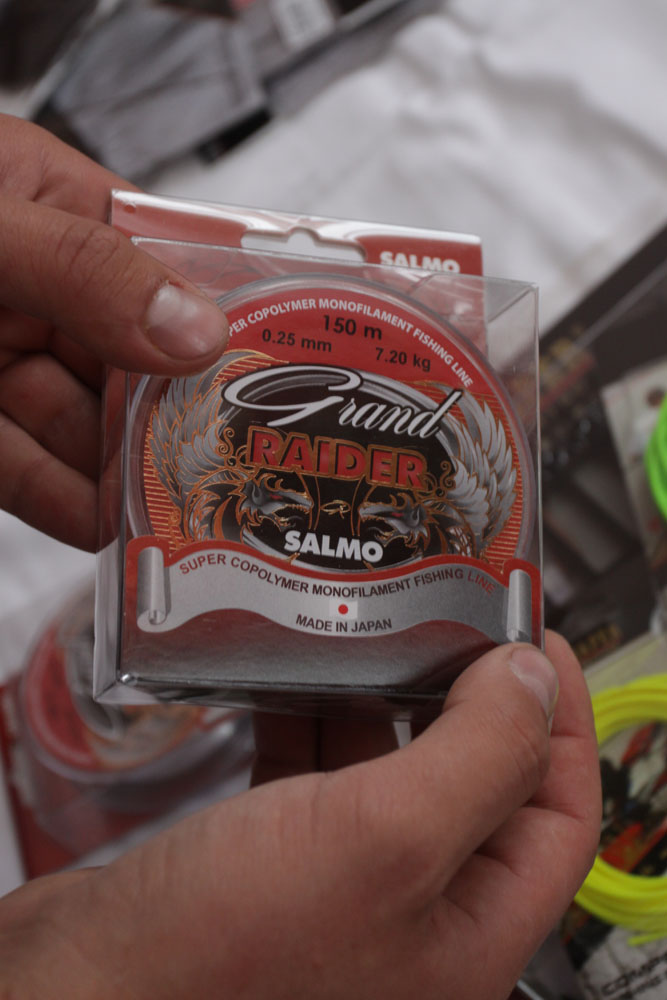 SALMO
SUPER COPOLYMER MONOFILAMENT FISHING LINE
150 m
0.25 mm 7.20 kg
Grand
RAIDER
SALMO
SUPER COPOLYMER MONOFILAMENT FISHING LINE
MADE IN JAPAN